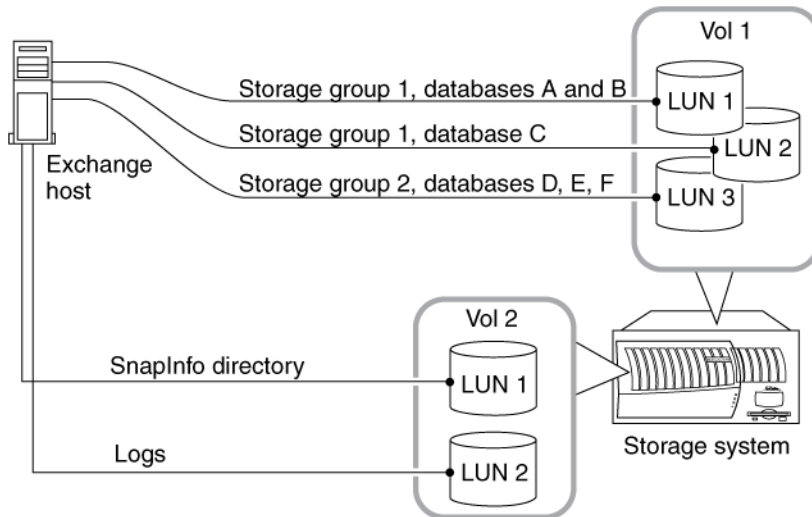 Vol 1
Storage group 1, databases A and B
LUN 1
Storage group 1, database C
LUN 2
Exchange
host
Storage group 2, databases D, E, F
LUN 3
Vol 2
SnapInfo directory
LUN 1
Logs
LUN 2
Storage system